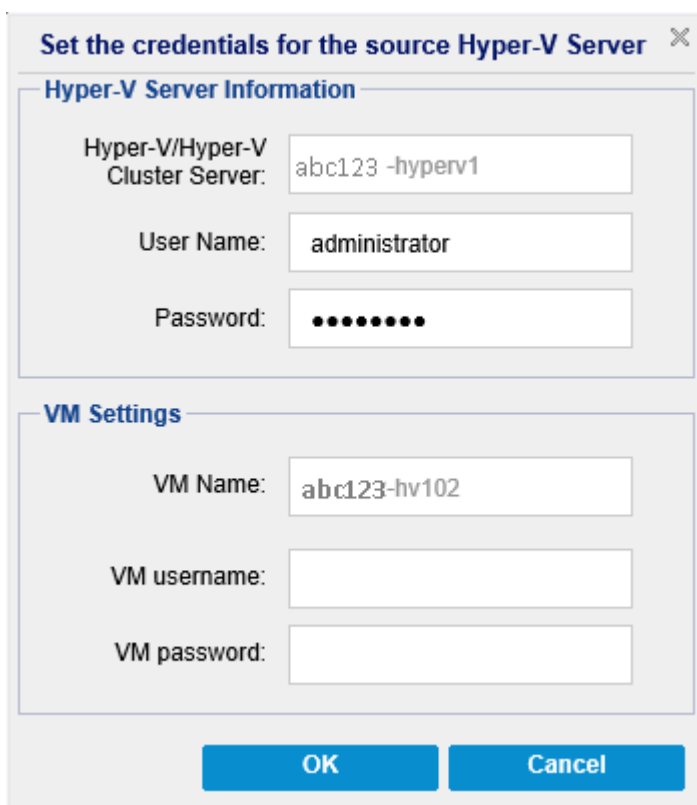 Set the credentials for the source Hyper-V Server
Hyper-V Server Information
Hyper-V/Hyper-V
Cluster Server:
abc123 -hyperv1
User Name:
administrator
Password:
●●●●●●●●
VM Settings
VM Name:
abc123-hv102
VM username:
VM password:
OK
Cancel